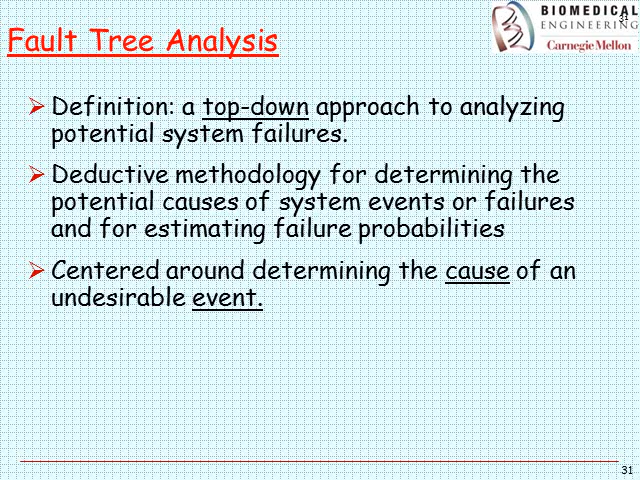 BIOMEDICAL
31
ENGINEERING
Carnegie Mellon
Fault Tree Analysis
Definition: a top-down approach to analyzing
potential system failures.
Deductive methodology for determining the
potential causes of system events or failures
and for estimating failure probabilities
Centered around determining the cause of an
undesirable event.
31